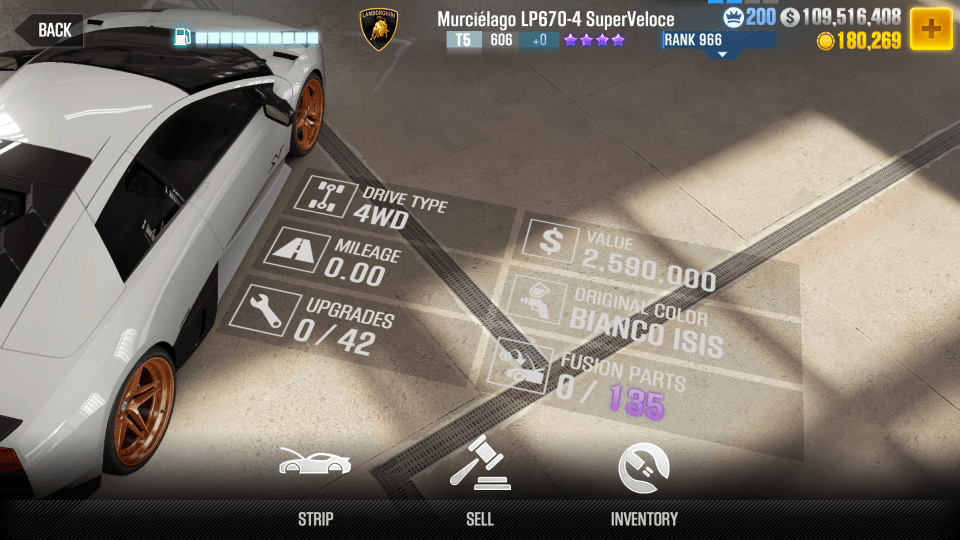 BACK
LAMBORGHINI
Murciélago LP670-4 SuperVeloce
T5 606 +0
200 $ 109,516,408
RANK 966
180,269
DRIVE TYPE
4WD
MILEAGE
0.00
UPGRADES
0 / 42
VALUE
2,590,000
ORIGINAL COLOR
BIANCO ISIS
FUSION PARTS
0 / 135
STRIP
SELL
INVENTORY